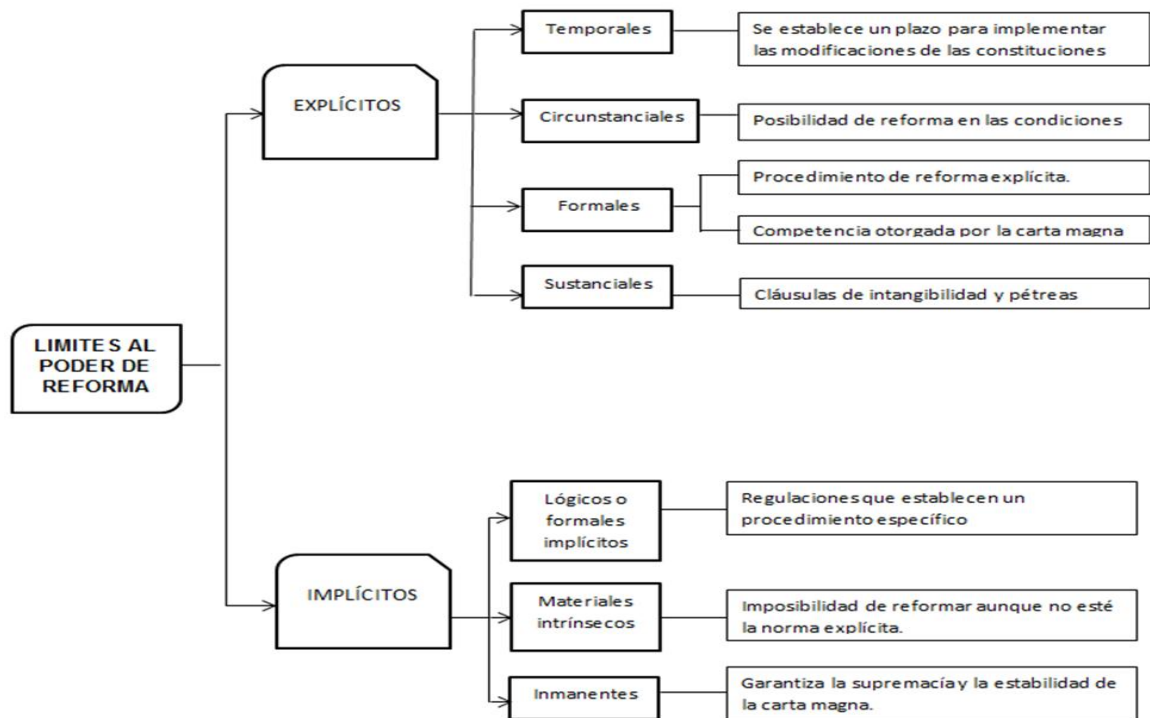 LIMITES AL
PODER DE
REFORMA
EXPLÍCITOS
Temporales
Se establece un plazo para implementar
las modificaciones de las constituciones
Circunstanciales
Posibilidad de reforma en las condiciones
Formales
Procedimiento de reforma explícita.
Competencia otorgada por la carta magna
Sustanciales
Cláusulas de intangibilidad y pétreas
IMPLÍCITOS
Lógicos o
formales
implícitos
Regulaciones que establecen un
procedimiento específico
Materiales
intrínsecos
Imposibilidad de reformar aunque no esté
la norma explícita.
Inmanentes
Garantiza la supremacía y la estabilidad de
la carta magna.